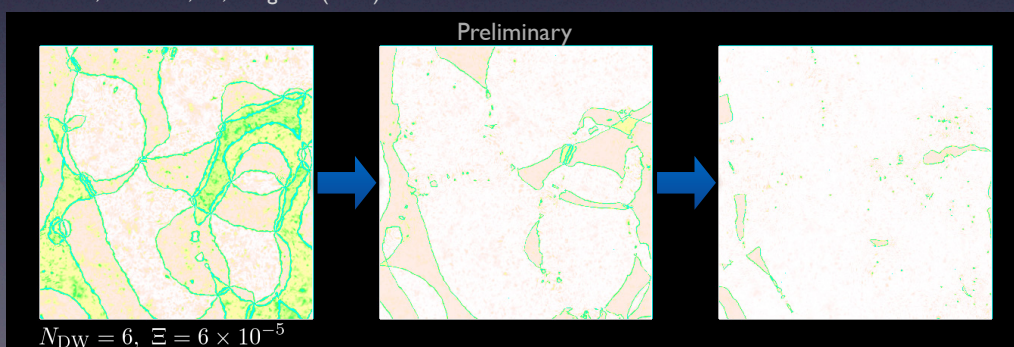 Preliminary
N_DW = 6, Ξ = 6 × 10⁻⁵